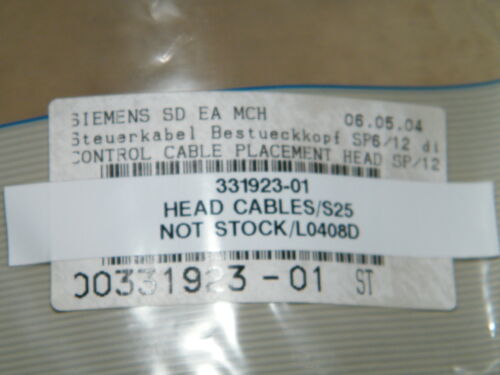 SIEMENS SD EA MCH 06.05.04
Steuerkabel Bestueckkopf SP6/12 di
CONTROL CABLE PLACEMENT HEAD SP/12
331923-01
HEAD CABLES/S25
NOT STOCK/L0408D
00331923-01 ST